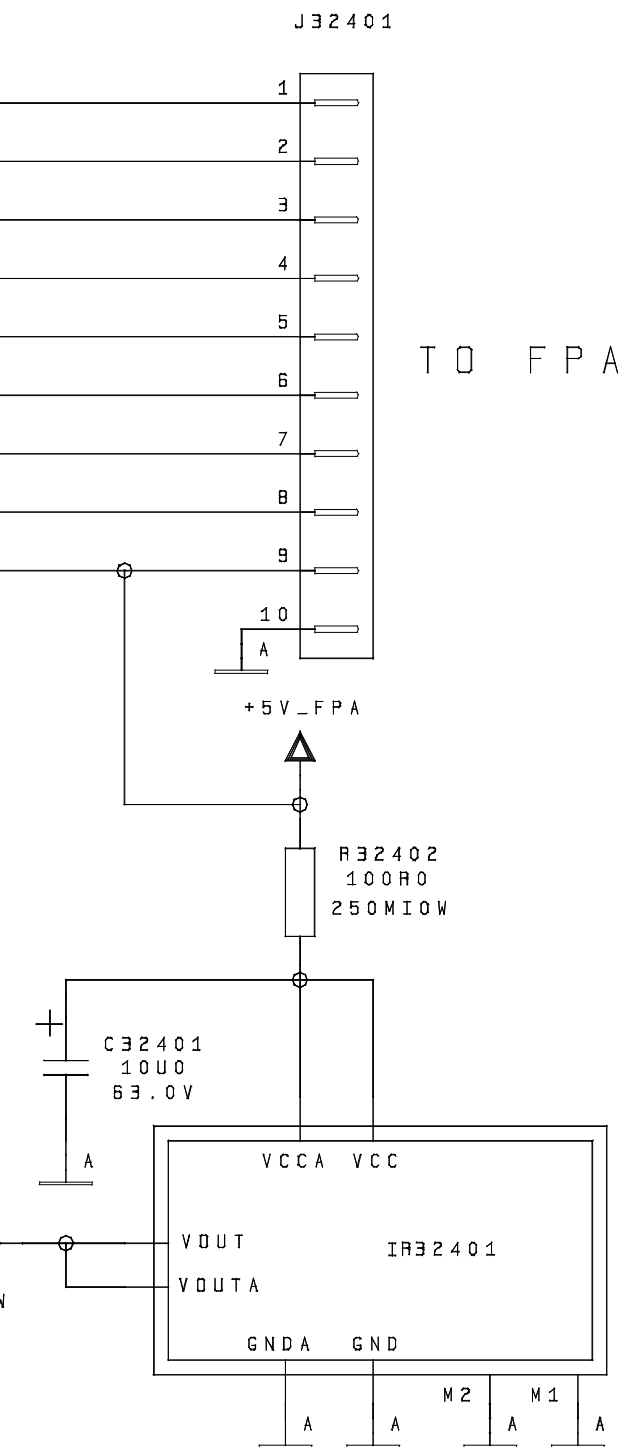 J32401
1
2
3
4
5
TO FPA
6
7
8
9
10
A
+5V_FPA
R32402
100R0
250MIOW
C32401
10U0
63.0V
A
VCCA VCC
VOUT
IR32401
VOUTA
GNDA GND
M2 M1
A A A A